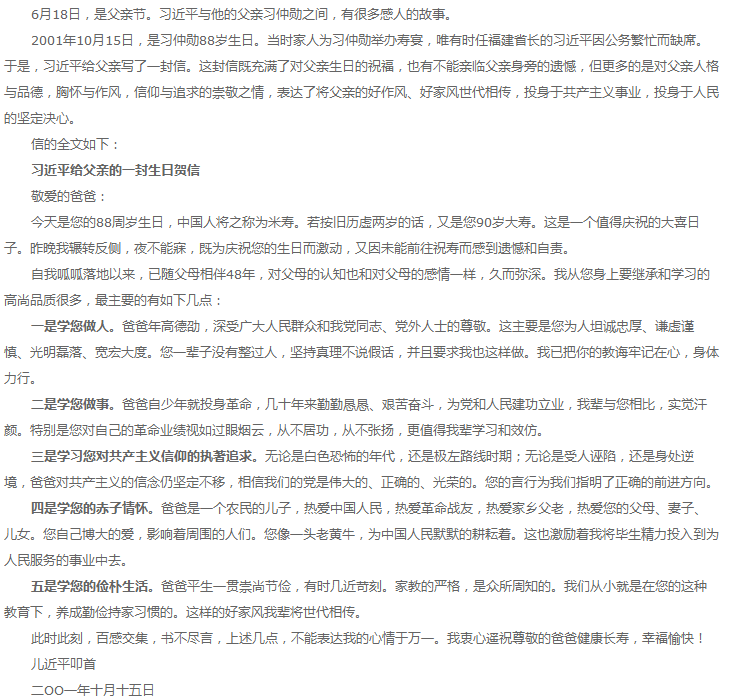 6月18日，是父亲节。习近平与他的父亲习仲勋之间，有很多感人的故事。
2001年10月15日，是习仲勋88岁生日。当时家人为习仲勋举办寿宴，唯有时任福建省长的习近平因公务繁忙而缺席。
于是，习近平给父亲写了一封信。这封信既充满了对父亲生日的祝福，也有不能亲临父亲身旁的遗憾，但更多的是对父亲人格
与品德，胸怀与作风，信仰与追求的崇敬之情，表达了将父亲的好作风、好家风世代相传，投身于共产主义事业，投身于人民
的坚定决心。
信的全文如下：
习近平给父亲的一封生日贺信
敬爱的爸爸：
今天是您的88周岁生日，中国人将之称为米寿。若按旧历虚两岁的话，又是您90岁大寿。这是一个值得庆祝的大喜日
子。昨晚我辗转反侧，夜不能寐，既为庆祝您的生日而激动，又因未能前往祝寿而感到遗憾和自责。
自我呱呱落地以来，已随父母相伴48年，对父母的认知也和对父母的感情一样，久而弥深。我从您身上要继承和学习的
高尚品质很多，最主要的有如下几点：
一是学您做人。爸爸年高德劭，深受广大人民群众和我党同志、党外人士的尊敬。这主要是您为人坦诚忠厚、谦虚谨
慎、光明磊落、宽宏大度。您一辈子没有整过人，坚持真理不说假话，并且要求我也这样做。我已把你的教诲牢记在心，身体
力行。
二是学您做事。爸爸自少年就投身革命，几十年来勤勤恳恳、艰苦奋斗，为党和人民建功立业，我辈与您相比，实觉汗
颜。特别是您对自己的革命业绩视如过眼烟云，从不居功，从不张扬，更值得我辈学习和效仿。
三是学习您对共产主义信仰的执著追求。无论是白色恐怖的年代，还是极左路线时期；无论是受人诬陷，还是身处逆
境，爸爸对共产主义的信念仍坚定不移，相信我们的党是伟大的、正确的、光荣的。您的言行为我们指明了正确的前进方向。
四是学您的赤子情怀。爸爸是一个农民的儿子，热爱中国人民，热爱革命战友，热爱家乡父老，热爱您的父母、妻子、
儿女。您自己博大的爱，影响着周围的人们。您像一头老黄牛，为中国人民默默的耕耘着。这也激励着我将毕生精力投入到为
人民服务的事业中去。
五是学您的俭朴生活。爸爸平生一贯崇尚节俭，有时几近苛刻。家教的严格，是众所周知的。我们从小就是在您的这种
教育下，养成勤俭持家习惯的。这样的好家风我辈将世代相传。
此时此刻，百感交集，书不尽言，上述几点，不能表达我的心情于万一。我衷心遥祝尊敬的爸爸健康长寿，幸福愉快！
儿近平叩首
二OO一年十月十五日